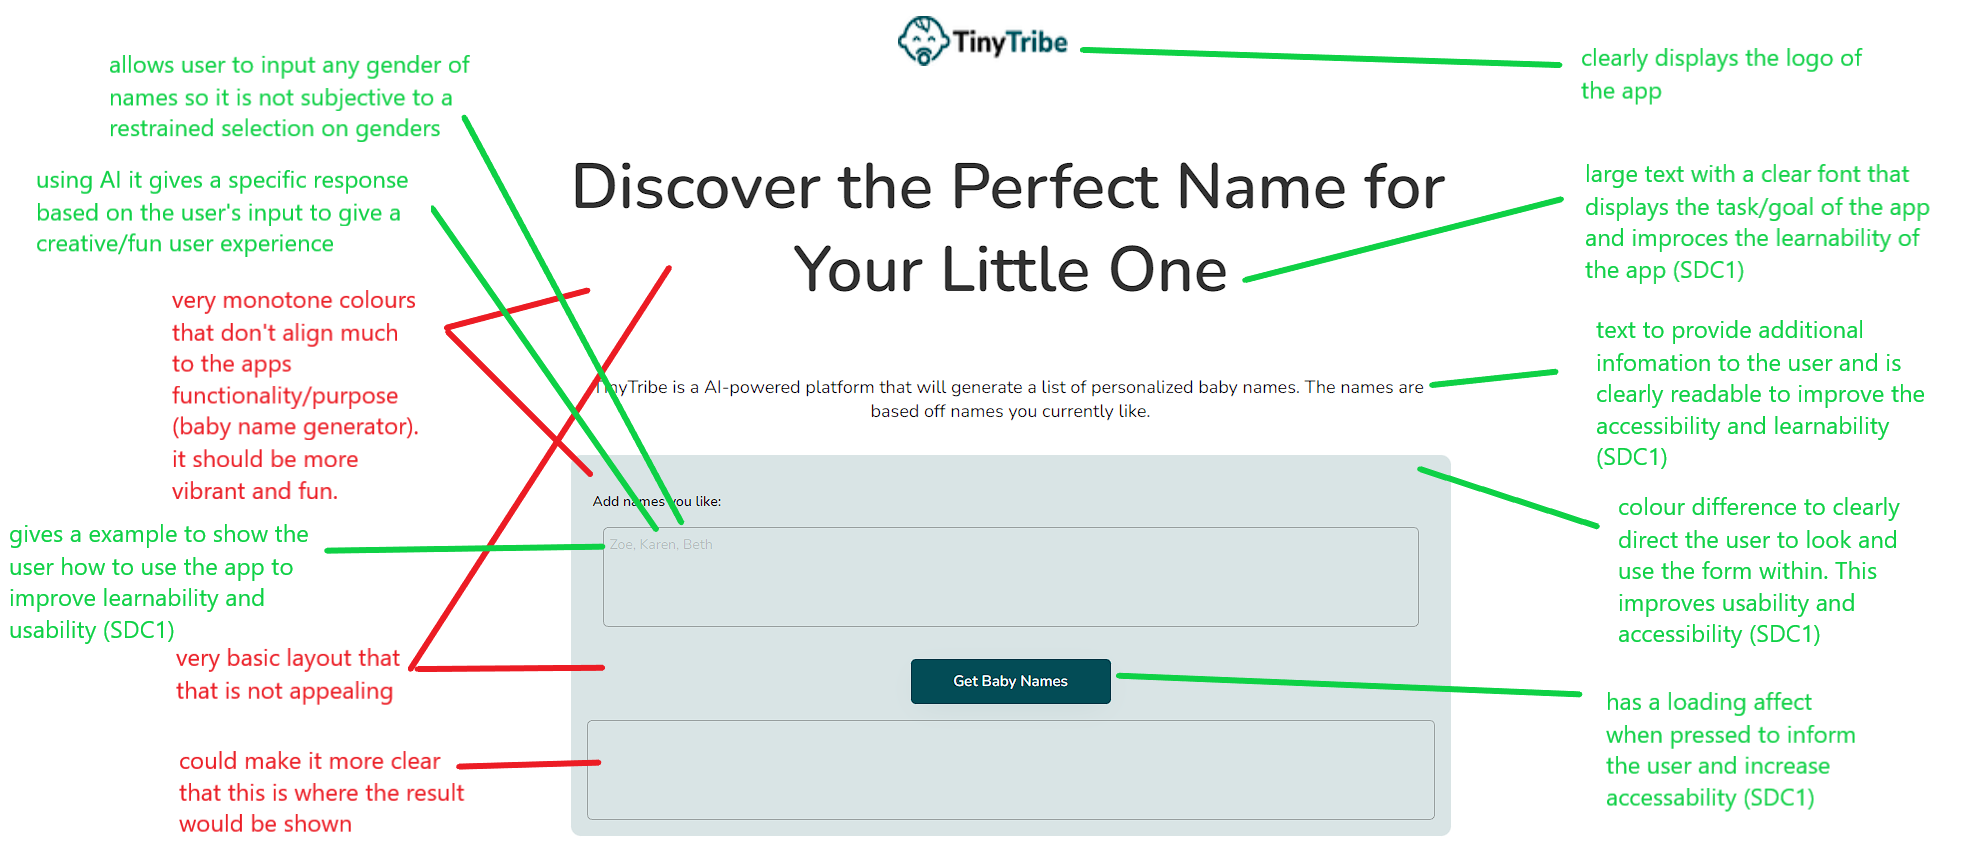 TinyTribe
clearly displays the logo of
the app
allows user to input any gender of
names so it is not subjective to a
restrained selection on genders
using AI it gives a specific response
based on the user's input to give a
creative/fun user experience
Discover the Perfect Name for
Your Little One
large text with a clear font that
displays the task/goal of the app
and improces the learnability of
the app (SDC1)
very monotone colours
that don't align much
to the apps
functionality/purpose
(baby name generator).
it should be more
vibrant and fun.
TinyTribe is a AI-powered platform that will generate a list of personalized baby names. The names are
based off names you currently like.
text to provide additional
infomation to the user and is
clearly readable to improve the
accessibility and learnability
(SDC1)
Add names you like:
Zoe, Karen, Beth
colour difference to clearly
direct the user to look and
use the form within. This
improves usability and
accessibility (SDC1)
gives a example to show the
user how to use the app to
improve learnability and
usability (SDC1)
very basic layout that
that is not appealing
Get Baby Names
has a loading affect
when pressed to inform
the user and increase
accessability (SDC1)
could make it more clear
that this is where the result
would be shown